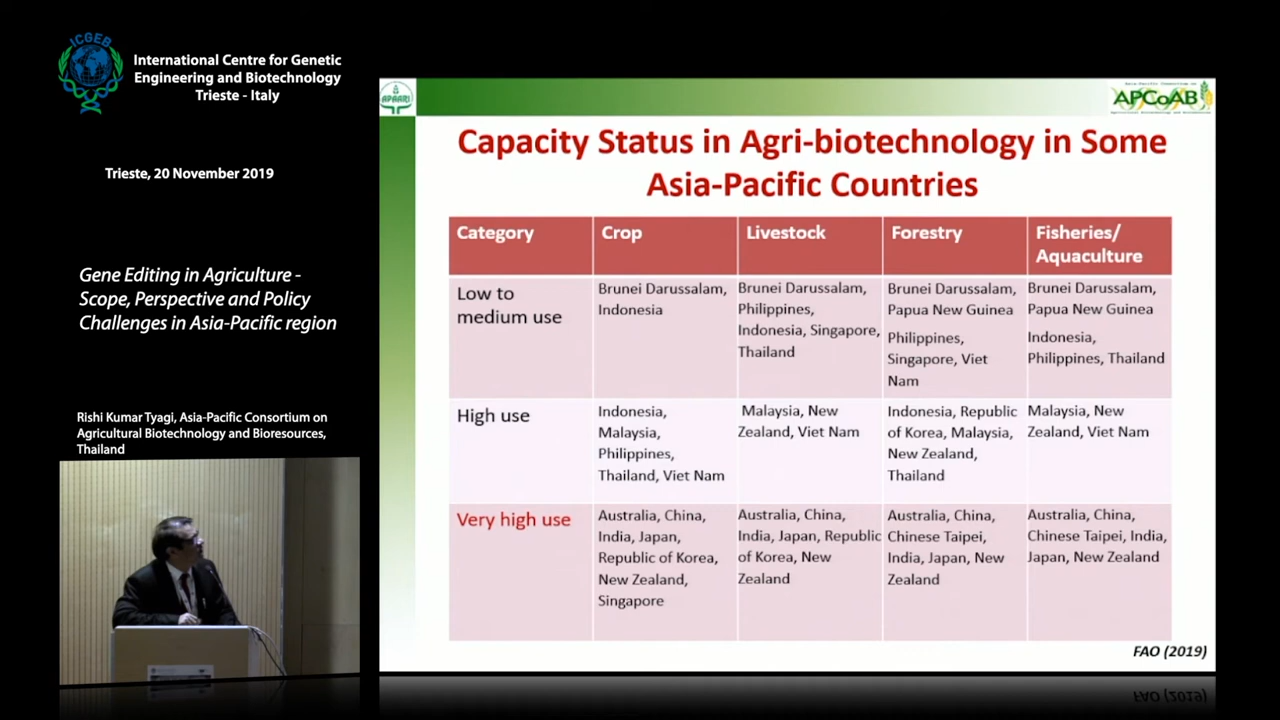 ICGEB
International Centre for Genetic
Engineering and Biotechnology
Trieste - Italy
Trieste, 20 November 2019
Gene Editing in Agriculture -
Scope, Perspective and Policy
Challenges in Asia-Pacific region
Rishi Kumar Tyagi, Asia-Pacific Consortium on
Agricultural Biotechnology and Bioresources,
Thailand
APAARI
APCoAB
Capacity Status in Agri-biotechnology in Some
Asia-Pacific Countries
Category
Crop
Livestock
Forestry
Fisheries/
Aquaculture
Low to
medium use
Brunei Darussalam,
Indonesia
Brunei Darussalam,
Philippines,
Indonesia, Singapore,
Thailand
Brunei Darussalam,
Papua New Guinea
Philippines,
Singapore, Viet
Nam
Brunei Darussalam,
Papua New Guinea
Indonesia,
Philippines, Thailand
High use
Indonesia,
Malaysia,
Philippines,
Thailand, Viet Nam
Malaysia, New
Zealand, Viet Nam
Indonesia, Republic
of Korea, Malaysia,
New Zealand,
Thailand
Malaysia, New
Zealand, Viet Nam
Very high use
Australia, China,
India, Japan,
Republic of Korea,
New Zealand,
Singapore
Australia, China,
India, Japan, Republic
of Korea, New
Zealand
Australia, China,
Chinese Taipei,
India, Japan, New
Zealand
Australia, China,
Chinese Taipei, India,
Japan, New Zealand
FAO (2019)